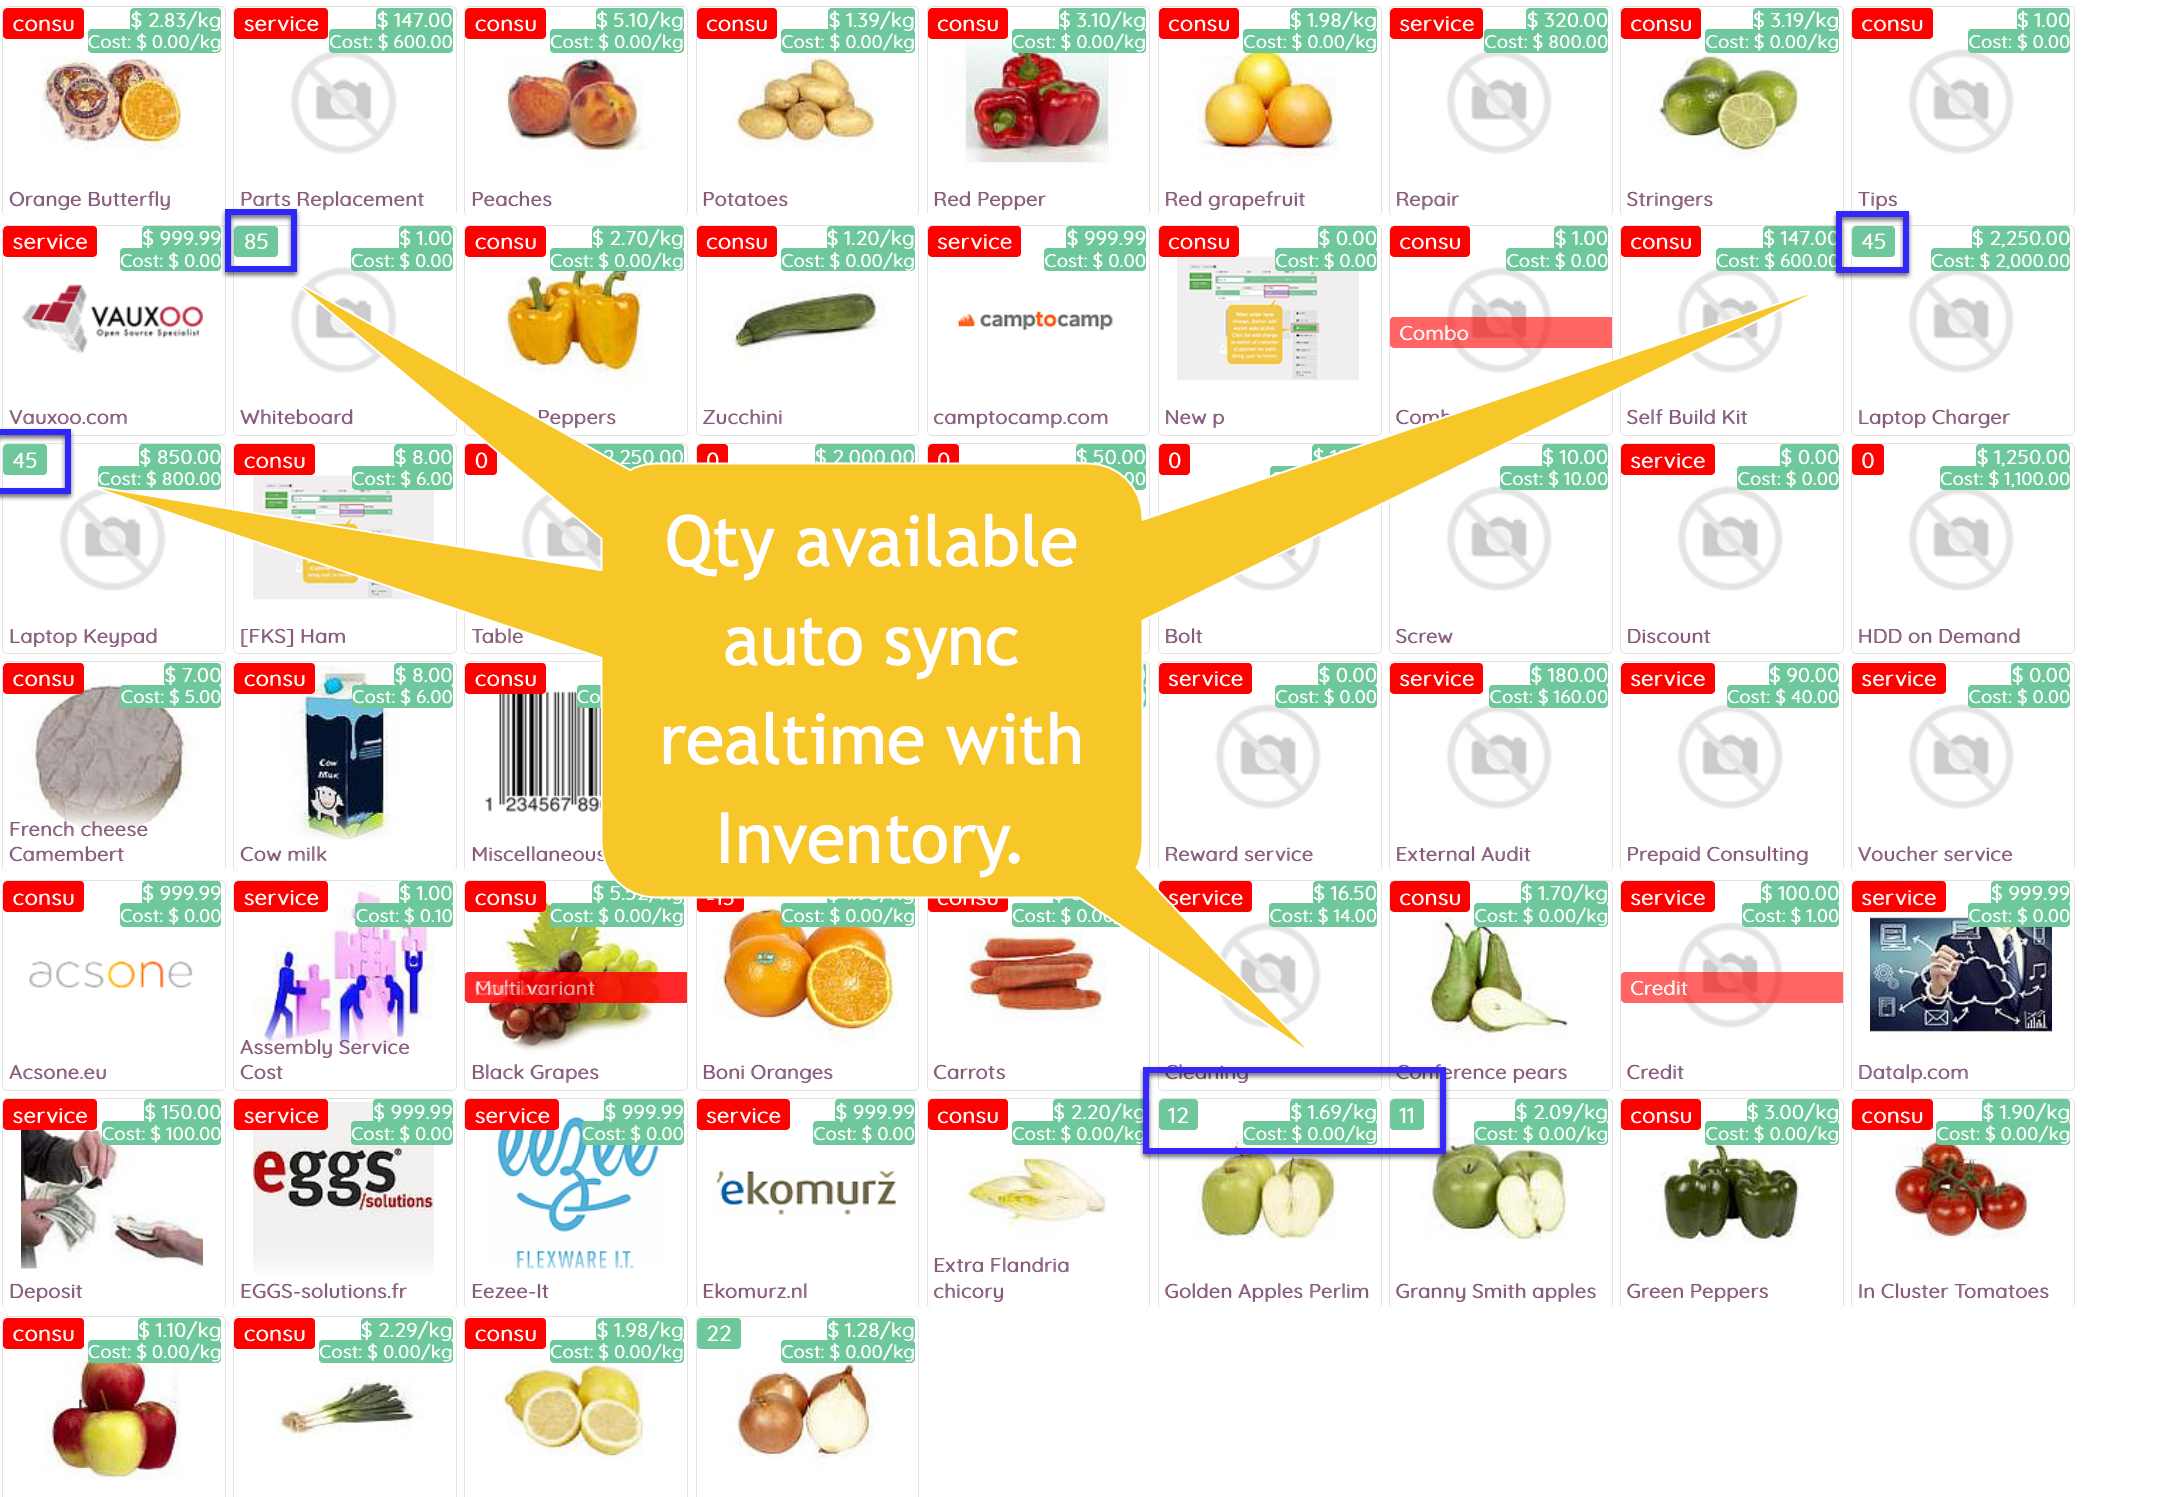 consu $ 2.83/kg
Cost: $ 0.00/kg
Orange Butterfly
service $ 147.00
Cost: $ 600.00
Parts Replacement
consu $ 5.10/kg
Cost: $ 0.00/kg
Peaches
consu $ 1.39/kg
Cost: $ 0.00/kg
Potatoes
consu $ 3.10/kg
Cost: $ 0.00/kg
Red Pepper
consu $ 1.98/kg
Cost: $ 0.00/kg
Red grapefruit
service $ 320.00
Cost: $ 800.00
Repair
consu $ 3.19/kg
Cost: $ 0.00/kg
Stringers
consu $ 1.00
Cost: $ 0.00
Tips
service $ 999.99
Cost: $ 0.00
VAUXOO
Open Source Specialist
Vauxoo.com
85 $ 1.00
Cost: $ 0.00
Whiteboard
consu $ 2.70/kg
Cost: $ 0.00/kg
Peppers
consu $ 1.20/kg
Cost: $ 0.00/kg
Zucchini
service $ 999.99
Cost: $ 0.00
camptocamp
camptocamp.com
consu $ 0.00
Cost: $ 0.00
New p
consu $ 1.00
Cost: $ 0.00
Combo
consu $ 147.00
Cost: $ 600.00
Self Build Kit
45 $ 2,250.00
Cost: $ 2,000.00
Laptop Charger
45 $ 850.00
Cost: $ 800.00
Laptop Keypad
consu $ 8.00
Cost: $ 6.00
[FKS] Ham
0 2,250.00
Table
0 $ 2,000.00
0 $ 50.00
0
Bolt
$ 10.00
Cost: $ 10.00
Screw
service $ 0.00
Cost: $ 0.00
Discount
0 $ 1,250.00
Cost: $ 1,100.00
HDD on Demand
Qty available
auto sync
realtime with
Inventory.
consu $ 7.00
Cost: $ 5.00
French cheese
Camembert
consu $ 8.00
Cost: $ 6.00
Cow
Milk
Cow milk
consu
1 234567 89
Miscellaneous
service $ 0.00
Cost: $ 0.00
Reward service
service $ 180.00
Cost: $ 160.00
External Audit
service $ 90.00
Cost: $ 40.00
Prepaid Consulting
service $ 0.00
Cost: $ 0.00
Voucher service
consu $ 999.99
Cost: $ 0.00
acsone
Acsone.eu
service $ 1.00
Cost: $ 0.10
Assembly Service
Cost
consu
Cost: $ 0.00/kg
Multi variant
Black Grapes
Cost: $ 0.00/kg
Boni Oranges
consu
Carrots
service $ 16.50
Cost: $ 14.00
Cleaning
consu $ 1.70/kg
Cost: $ 0.00/kg
Conference pears
service $ 100.00
Cost: $ 1.00
Credit
Credit
service $ 999.99
Cost: $ 0.00
Datalp.com
service $ 150.00
Cost: $ 100.00
Deposit
service $ 999.99
Cost: $ 0.00
eggs
/solutions
EGGS-solutions.fr
service $ 999.99
Cost: $ 0.00
eezee
FLEXWARE I.T.
Eezee-It
service $ 999.99
Cost: $ 0.00
'ekomurž
Ekomurz.nl
consu $ 2.20/kg
Cost: $ 0.00/kg
Extra Flandria
chicory
12 $ 1.69/kg
Cost: $ 0.00/kg
Golden Apples Perlim
11 $ 2.09/kg
Cost: $ 0.00/kg
Granny Smith apples
consu $ 3.00/kg
Cost: $ 0.00/kg
Green Peppers
consu $ 1.90/kg
Cost: $ 0.00/kg
In Cluster Tomatoes
consu $ 1.10/kg
Cost: $ 0.00/kg
consu $ 2.29/kg
Cost: $ 0.00/kg
consu $ 1.98/kg
Cost: $ 0.00/kg
22 $ 1.28/kg
Cost: $ 0.00/kg